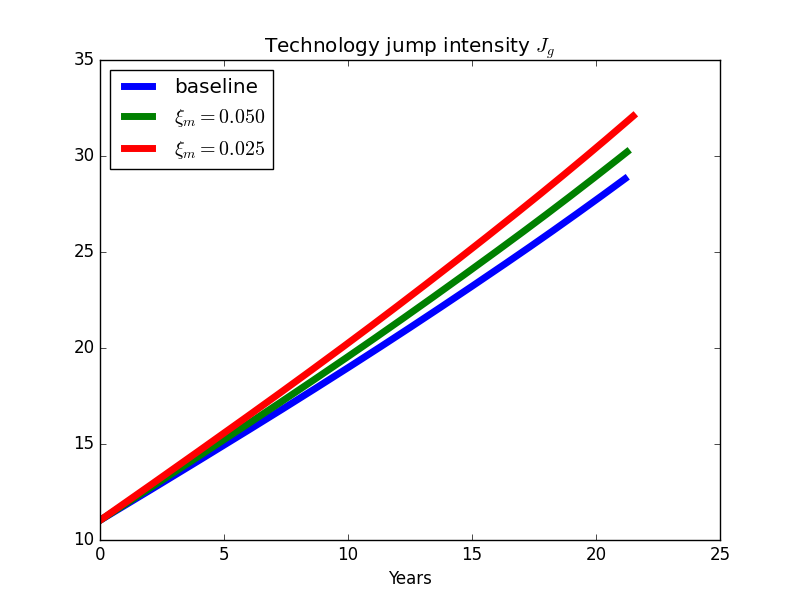 Technology jump intensity J_g
35
30
25
20
15
10
baseline
ξ_m = 0.050
ξ_m = 0.025
0 5 10 15 20 25
Years